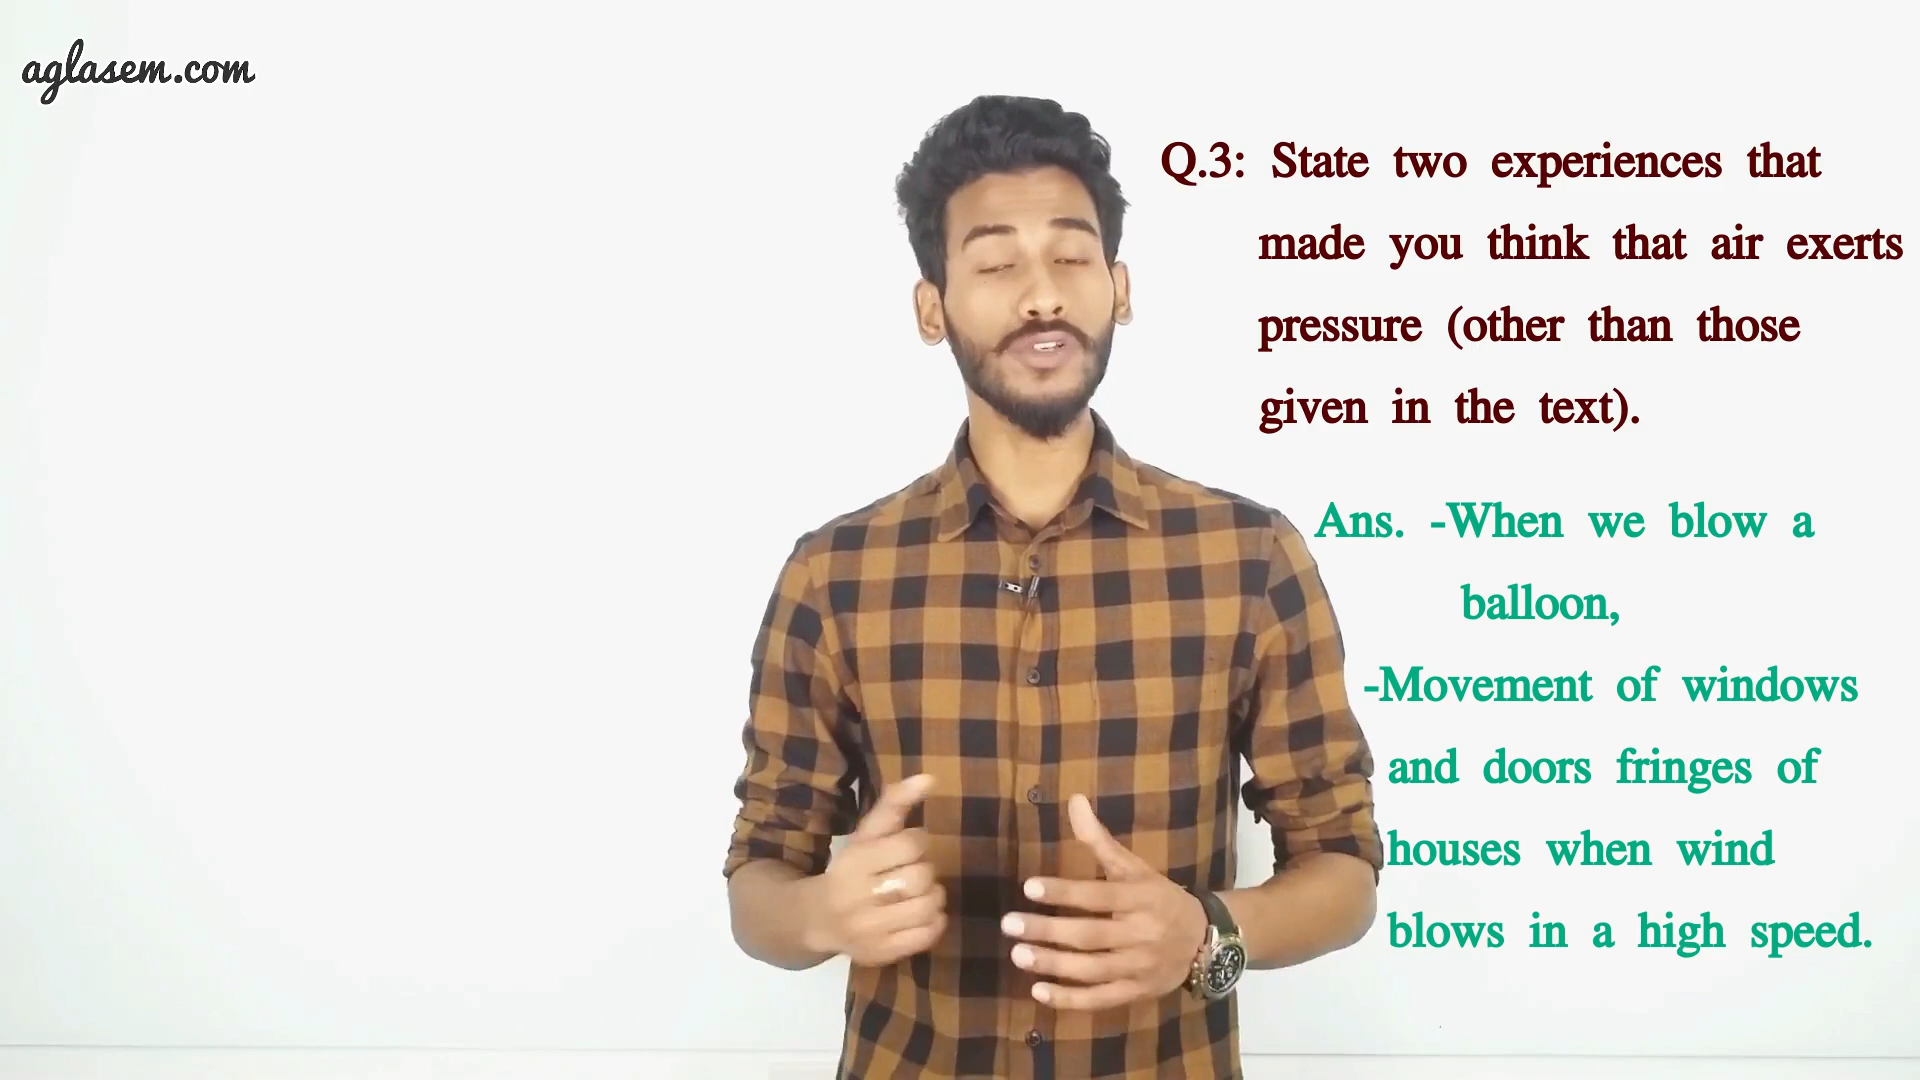 aglasem.com
Q.3: State two experiences that
made you think that air exerts
pressure (other than those
given in the text).
Ans. -When we blow a
balloon,
-Movement of windows
and doors fringes of
houses when wind
blows in a high speed.